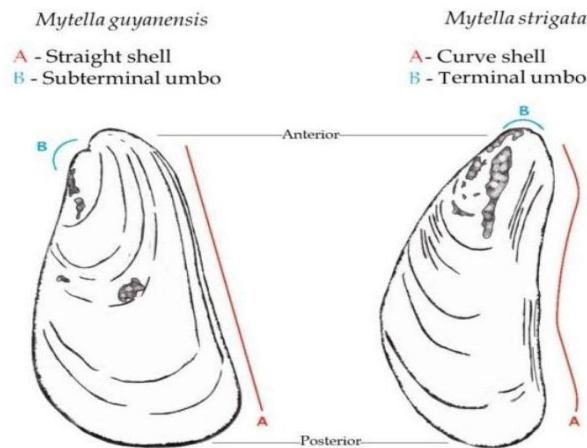 Mytella guyanensis
A - Straight shell
B - Subterminal umbo
Mytella strigata
A- Curve shell
B - Terminal umbo
B
B
Anterior
A
A
Posterior